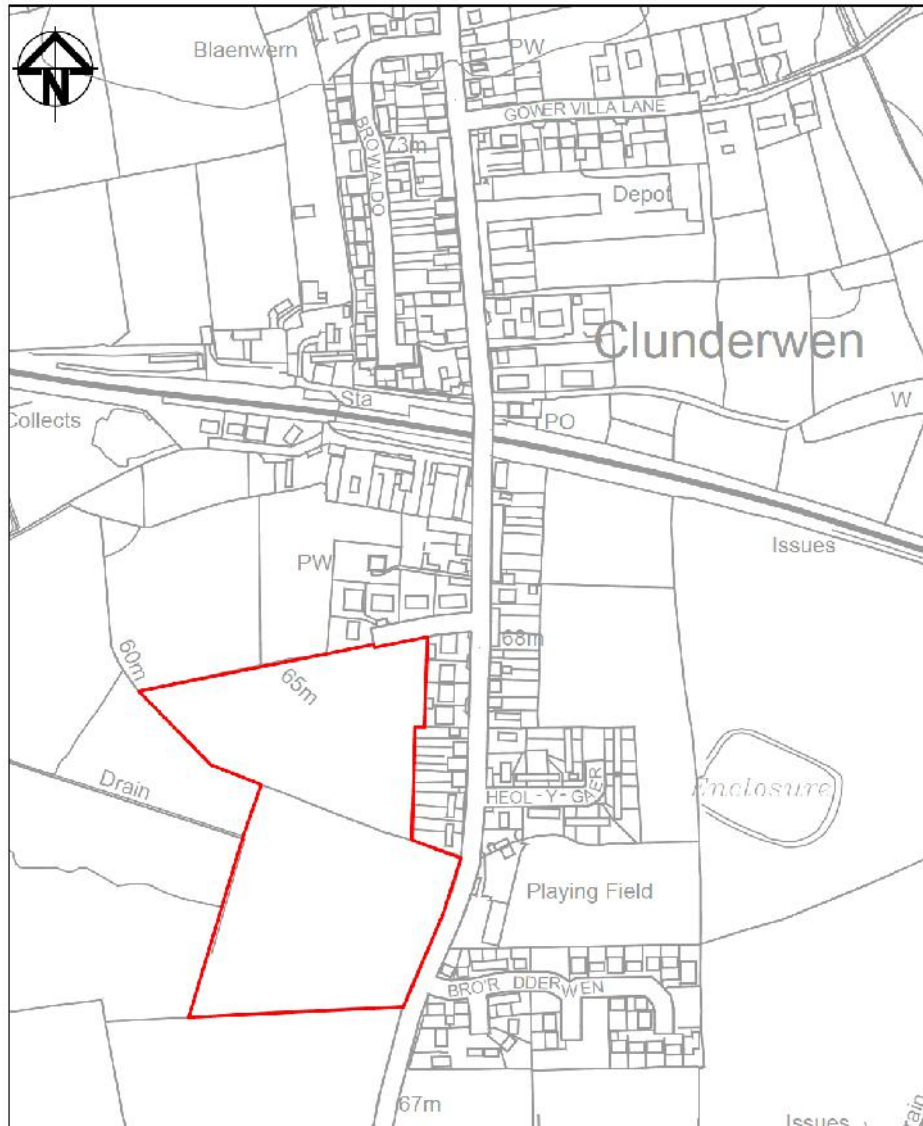 Blaenwern
PW
N
GOWER VILLA LANE
BROWALDO
73m
Depot
Clunderwen
Sta
W
Collects
PO
Issues
PW
68m
60m
65m
Drain
HEOL-Y-GAER
Enclosure
Playing Field
BRO'R DDERWEN
67m
Issues